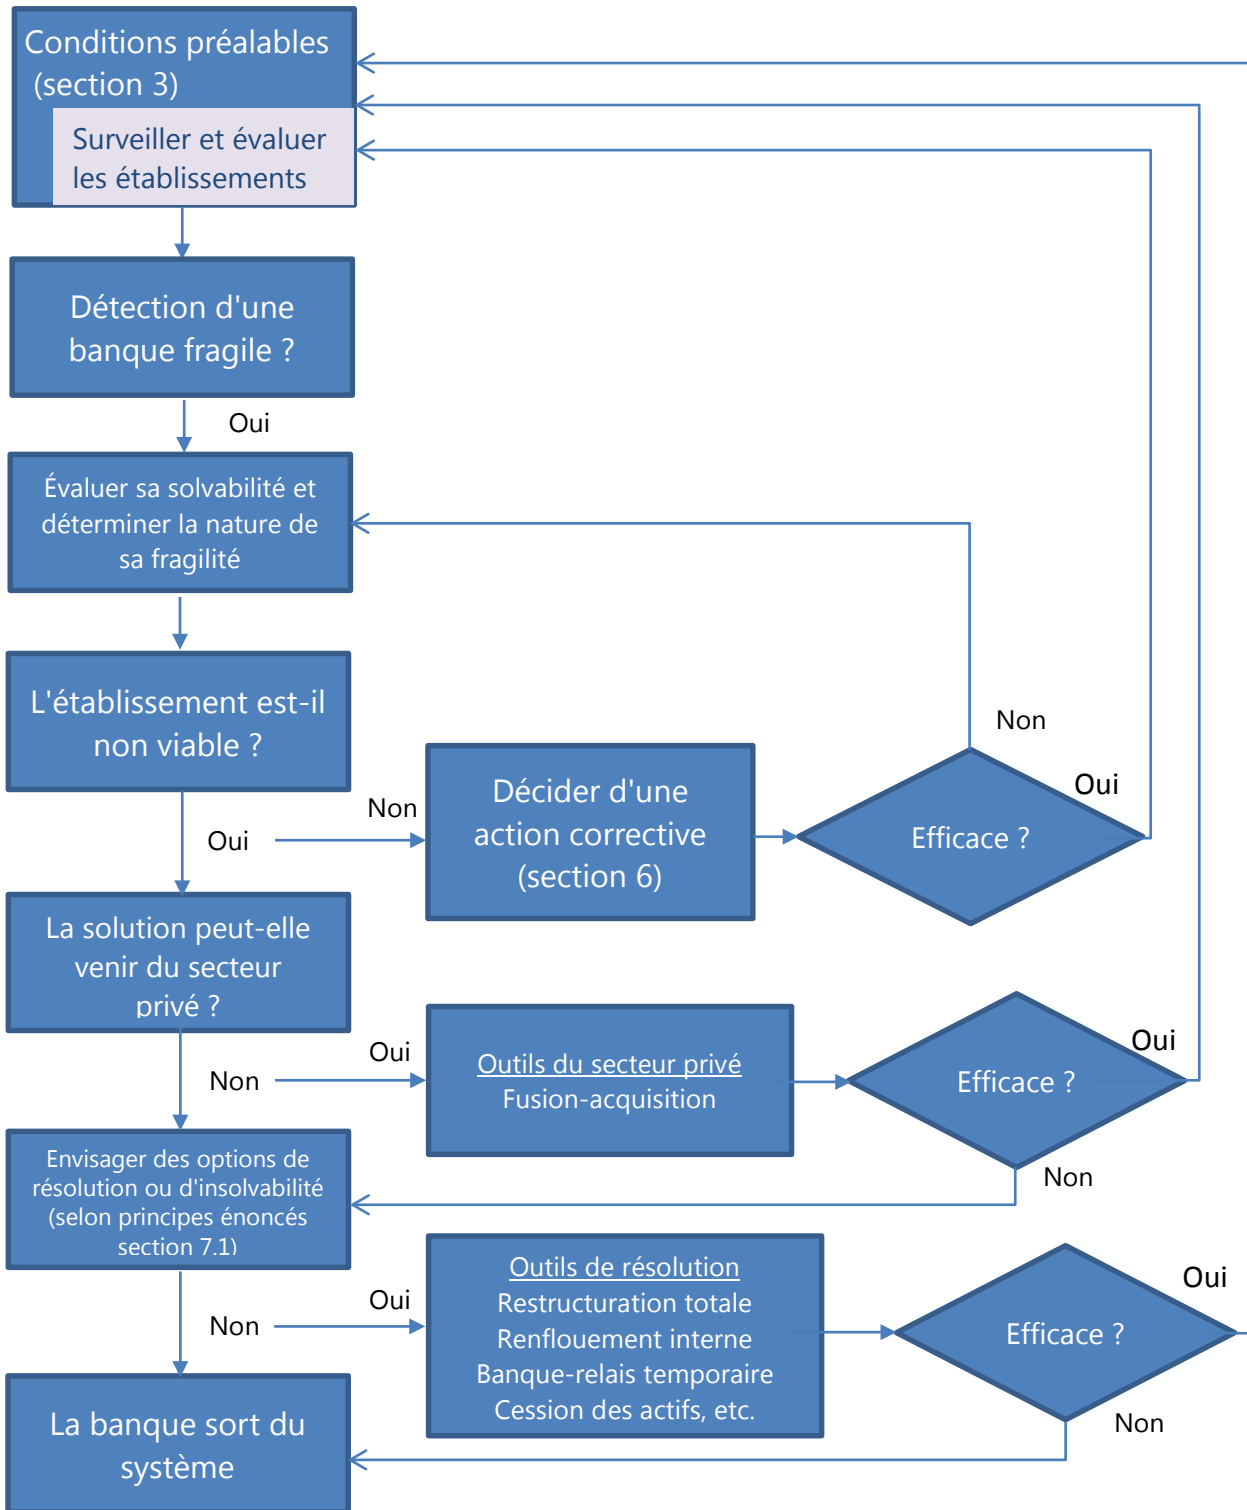 Conditions préalables
(section 3)
Surveiller et évaluer
les établissements
Détection d'une
banque fragile ?
Oui
Évaluer sa solvabilité et
déterminer la nature de
sa fragilité
L'établissement est-il
non viable ?
Oui
Non
Décider d'une
action corrective
(section 6)
Efficace ?
Non
Oui
La solution peut-elle
venir du secteur
privé ?
Non
Oui
Outils du secteur privé
Fusion-acquisition
Efficace ?
Oui
Non
Envisager des options de
résolution ou d'insolvabilité
(selon principes énoncés
section 7.1)
Non
Oui
Outils de résolution
Restructuration totale
Renflouement interne
Banque-relais temporaire
Cession des actifs, etc.
Efficace ?
Oui
Non
La banque sort du
système